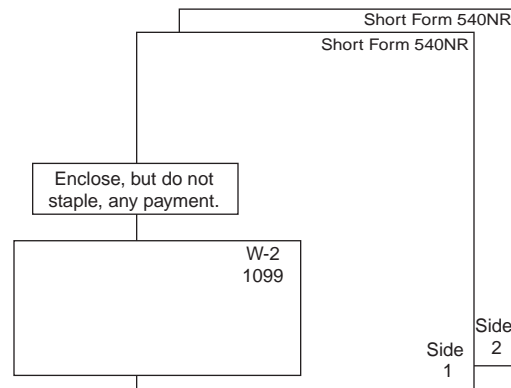 Short Form 540NR
Short Form 540NR
Enclose, but do not
staple, any payment.
W-2
1099
Side
2
Side
1